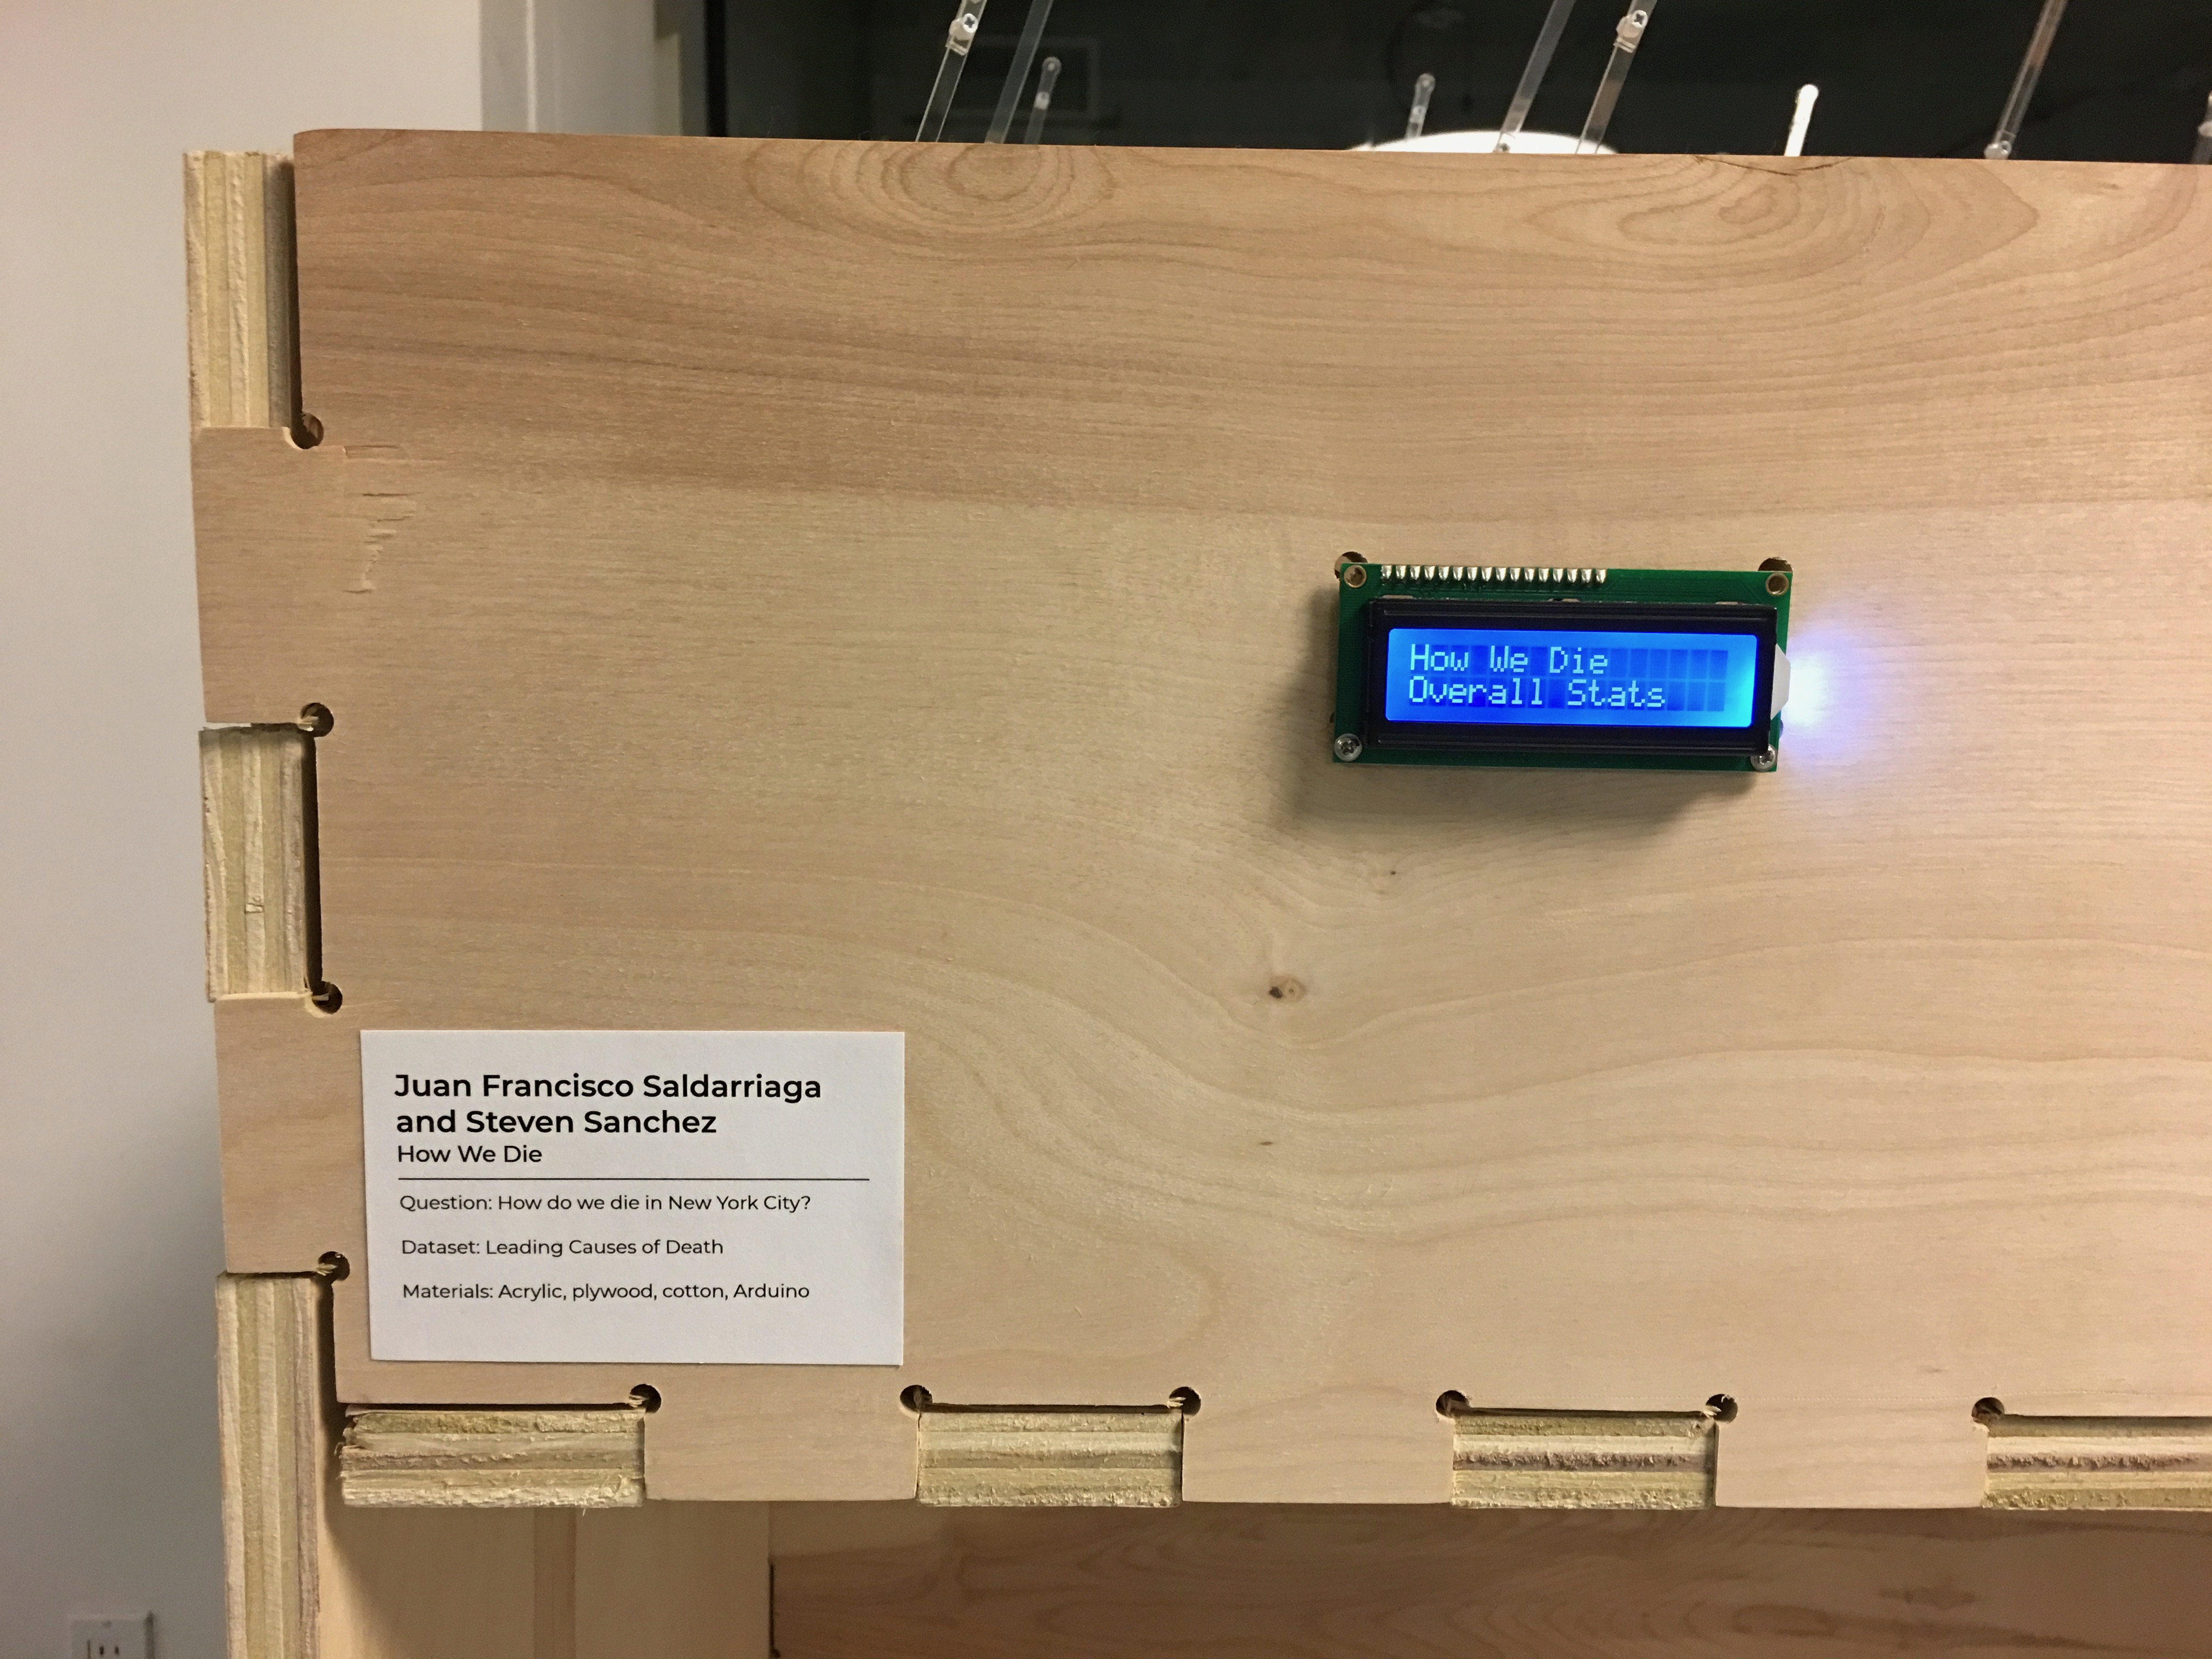 How We Die
Overall Stats
Juan Francisco Saldarriaga
and Steven Sanchez
How We Die
Question: How do we die in New York City?
Dataset: Leading Causes of Death
Materials: Acrylic, plywood, cotton, Arduino